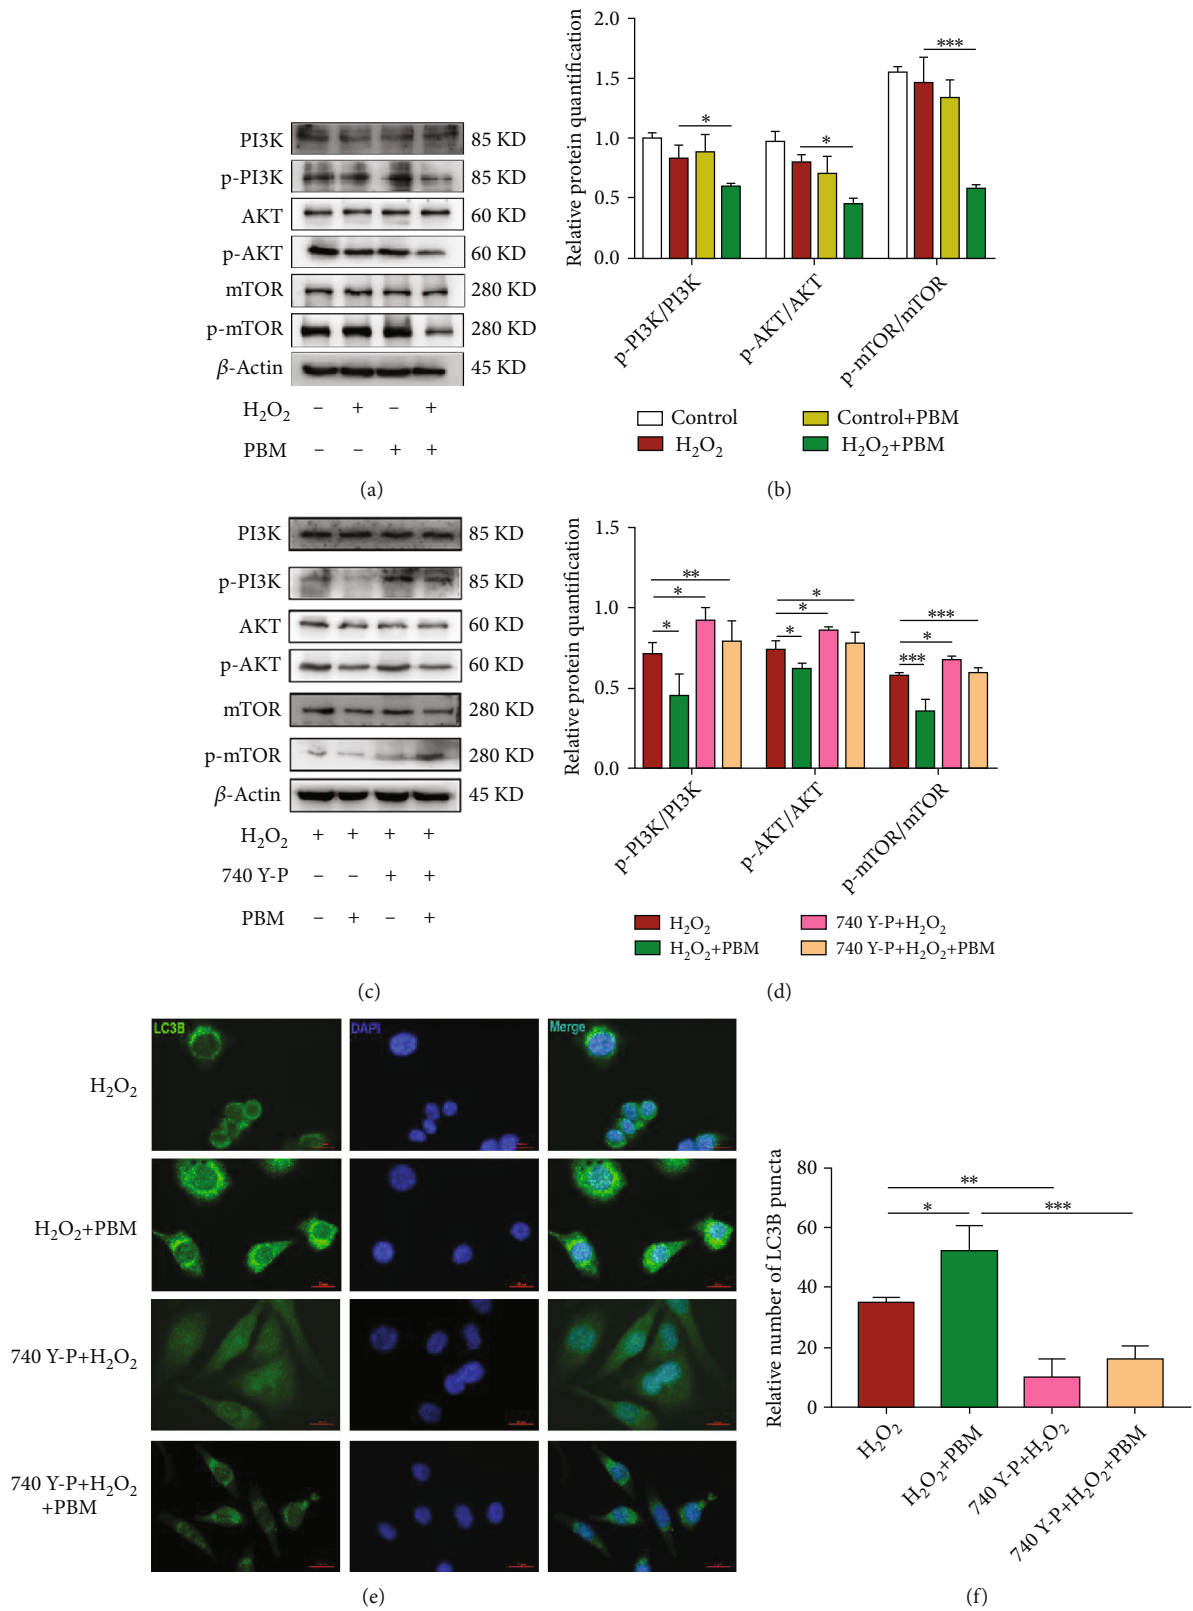 PI3K 85 KD
p-PI3K 85 KD
AKT 60 KD
p-AKT 60 KD
mTOR 280 KD
p-mTOR 280 KD
β-Actin 45 KD
H₂O₂ – + – +
PBM – – + +
(a)
Relative protein quantification
2.0
1.5
1.0
0.5
0.0
* * ***
p-PI3K/PI3K
p-AKT/AKT
p-mTOR/mTOR
Control
Control+PBM
H₂O₂
H₂O₂+PBM
(b)
PI3K 85 KD
p-PI3K 85 KD
AKT 60 KD
p-AKT 60 KD
mTOR 280 KD
p-mTOR 280 KD
β-Actin 45 KD
H₂O₂ + + + +
740 Y-P – – + +
PBM – + – +
(c)
Relative protein quantification
1.5
1.0
0.5
0.0
**
*
*
*
*
*
***
*
***
p-PI3K/PI3K
p-AKT/AKT
p-mTOR/mTOR
H₂O₂
740 Y-P+H₂O₂
H₂O₂+PBM
740 Y-P+H₂O₂+PBM
(d)
LC3B DAPI Merge
H₂O₂
H₂O₂+PBM
740 Y-P+H₂O₂
740 Y-P+H₂O₂
+PBM
(e)
Relative number of LC3B puncta
80
60
40
20
0
**
* ***
H₂O₂
H₂O₂+PBM
740 Y-P+H₂O₂
740 Y-P+H₂O₂+PBM
(f)